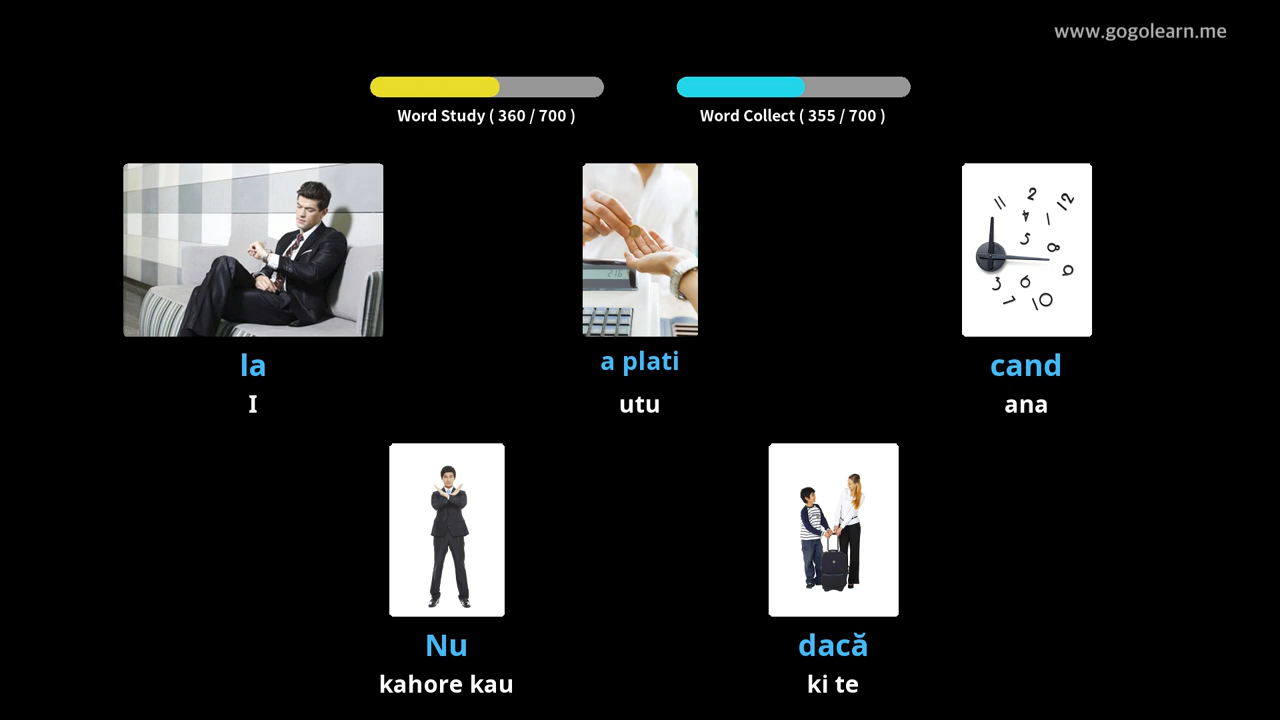 www.gogolearn.me
Word Study ( 360 / 700 )
Word Collect ( 355 / 700 )
la
I
a plati
utu
cand
ana
Nu
kahore kau
dacă
ki te